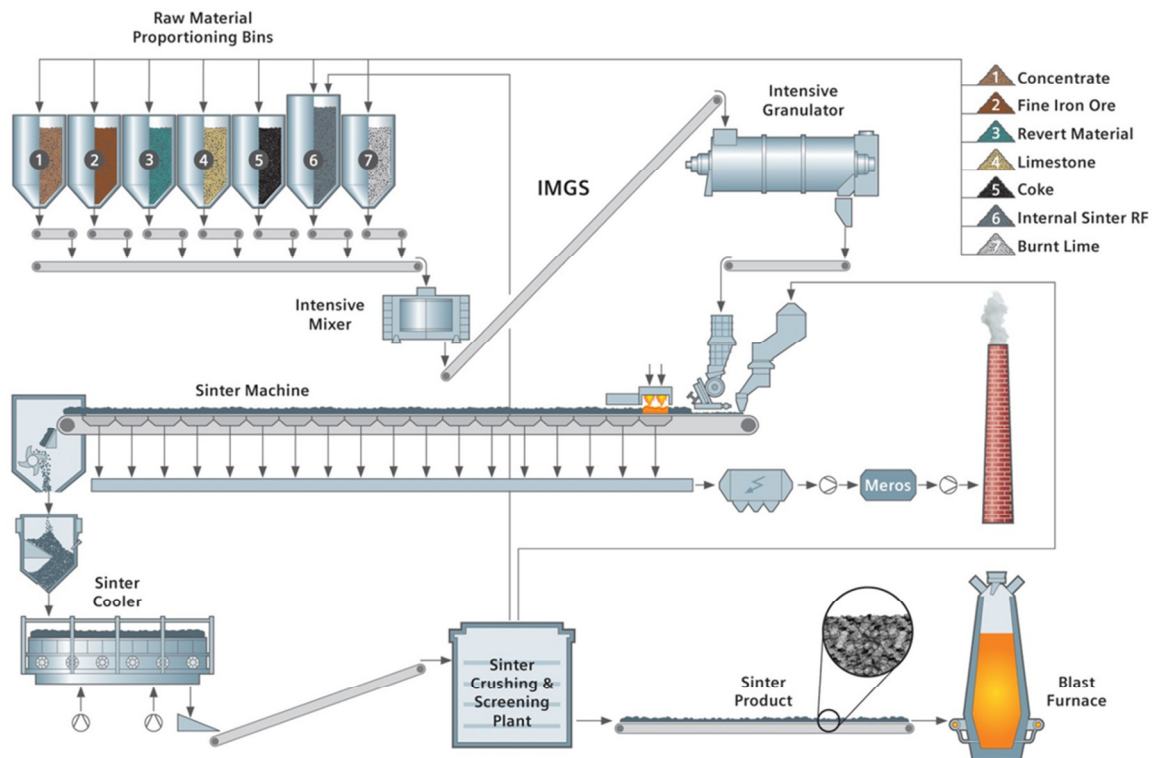 Raw Material
Proportioning Bins
1
2
3
4
5
6
7
IMGS
Intensive
Granulator
1 Concentrate
2 Fine Iron Ore
3 Revert Material
4 Limestone
5 Coke
6 Internal Sinter RF
7 Burnt Lime
Intensive
Mixer
Sinter Machine
Meros
Sinter
Cooler
Sinter
Crushing &
Screening
Plant
Sinter
Product
Blast
Furnace